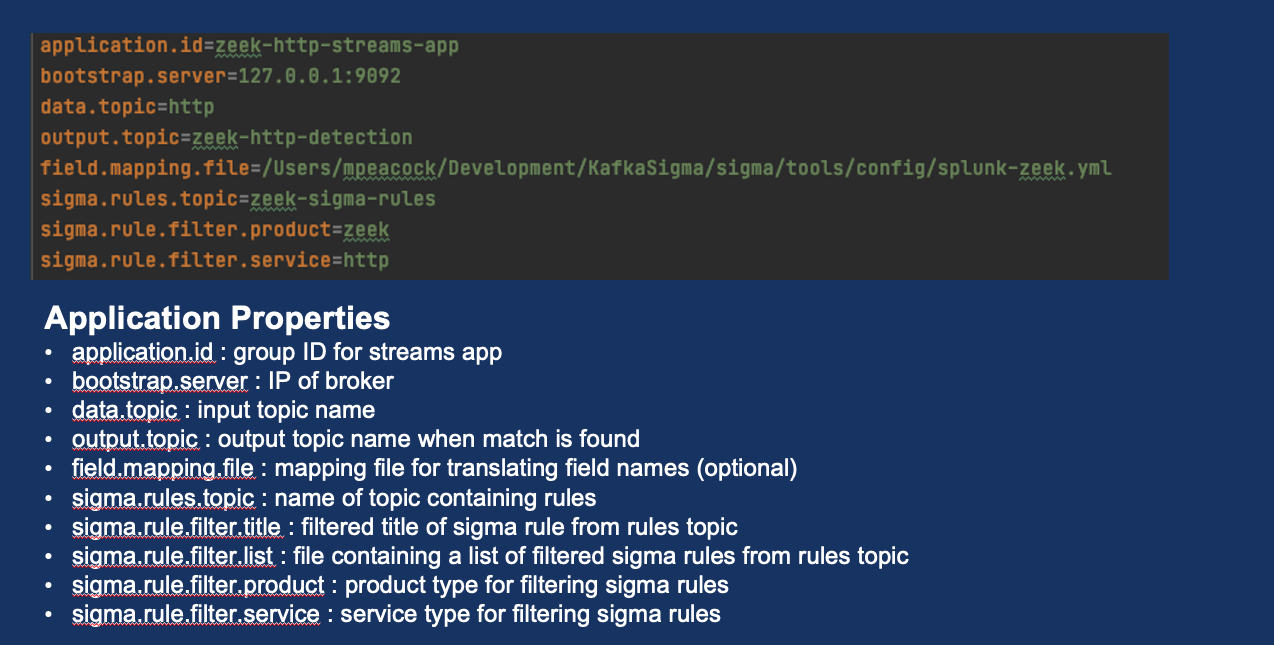 application.id=zeek-http-streams-app
bootstrap.server=127.0.0.1:9092
data.topic=http
output.topic=zeek-http-detection
field.mapping.file=/Users/mpeacock/Development/KafkaSigma/sigma/tools/config/splunk-zeek.yml
sigma.rules.topic=zeek-sigma-rules
sigma.rule.filter.product=zeek
sigma.rule.filter.service=http
Application Properties
• application.id : group ID for streams app
• bootstrap.server : IP of broker
• data.topic : input topic name
• output.topic : output topic name when match is found
• field.mapping.file : mapping file for translating field names (optional)
• sigma.rules.topic : name of topic containing rules
• sigma.rule.filter.title : filtered title of sigma rule from rules topic
• sigma.rule.filter.list : file containing a list of filtered sigma rules from rules topic
• sigma.rule.filter.product : product type for filtering sigma rules
• sigma.rule.filter.service : service type for filtering sigma rules